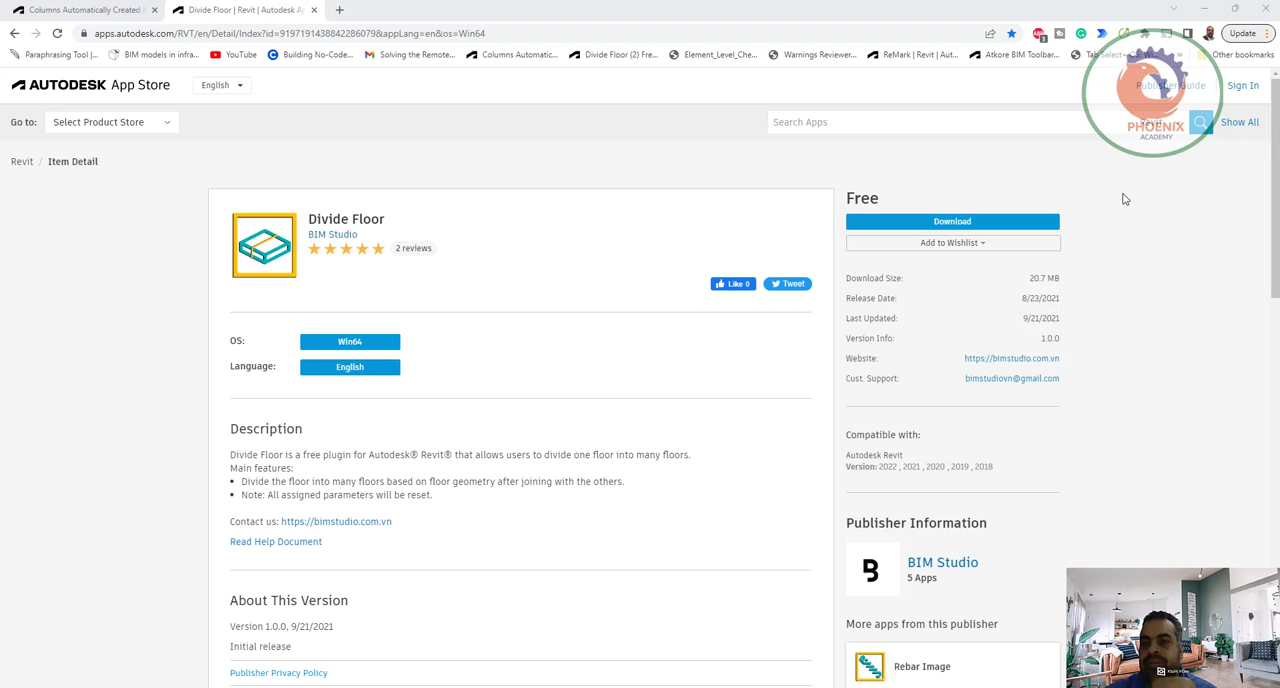 Columns Automatically Created B
Divide Floor | Revit | Autodesk A
apps.autodesk.com/RVT/en/Detail/Index?id=9197191438842286079&appLang=en&os=Win64
Update
Paraphrasing Tool |
BIM models in infra...
YouTube
Building No-Code...
Solving the
Columns Automatic...
Divide Floor (2) Fre...
Element_Level_Che...
Warnings Reviewer...
ReMark | Revit | Aut...
Atkore BIM Toolbar...
Other bookmarks
AUTODESK App Store
English
Publisher Guide
Sign In
Go to:
Select Product Store
Search Apps
Show All
PHOENIX
ACADEMY
Revit / Item Detail
Divide Floor
BIM Studio
2 reviews
Like 0
Tweet
OS:
Win64
Language:
English
Description
Divide Floor is a free plugin for Autodesk® Revit® that allows users to divide one floor into many floors.
Main features:
Divide the floor into many floors based on floor geometry after joining with the others.
Note: All assigned parameters will be reset.
Contact us: https://bimstudio.com.vn
Read Help Document
About This Version
Version 1.0.0, 9/21/2021
Initial release
Publisher Privacy Policy
Free
Download
Add to Wishlist
Download Size: 20.7 MB
Release Date: 8/23/2021
Last Updated: 9/21/2021
Version Info: 1.0.0
Website: https://bimstudio.com.vn
Cust. Support: bimstudiovn@gmail.com
Compatible with:
Autodesk Revit
Version: 2022 , 2021 , 2020 , 2019 , 2018
Publisher Information
B
BIM Studio
5 Apps
More apps from this publisher
Rebar Image